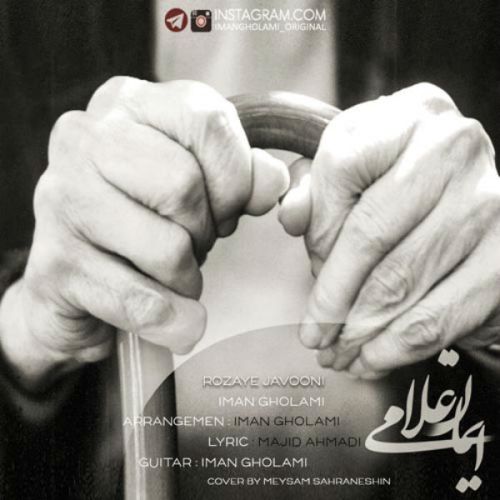 INSTAGRAM.COM
IMANGHOLAMI_ORIGINAL
ROZAYE JAVOONI
IMAN GHOLAMI
ARRANGEMEN : IMAN GHOLAMI
LYRIC : MAJID AHMADI
GUITAR : IMAN GHOLAMI
COVER BY MEYSAM SAHRANESHIN
ایمان غلامی